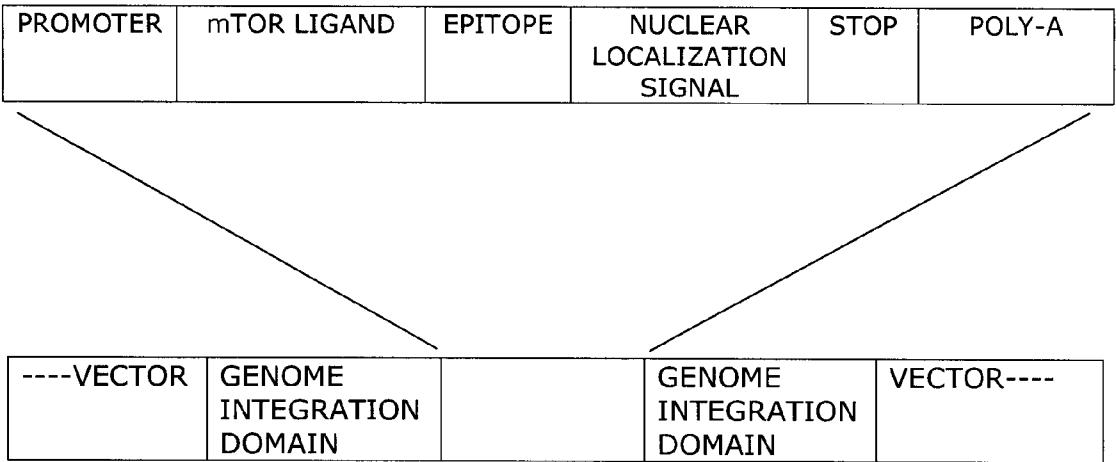 PROMOTER mTOR LIGAND EPITOPE NUCLEAR STOP POLY-A
LOCALIZATION
SIGNAL
----VECTOR GENOME GENOME VECTOR----
INTEGRATION INTEGRATION
DOMAIN DOMAIN